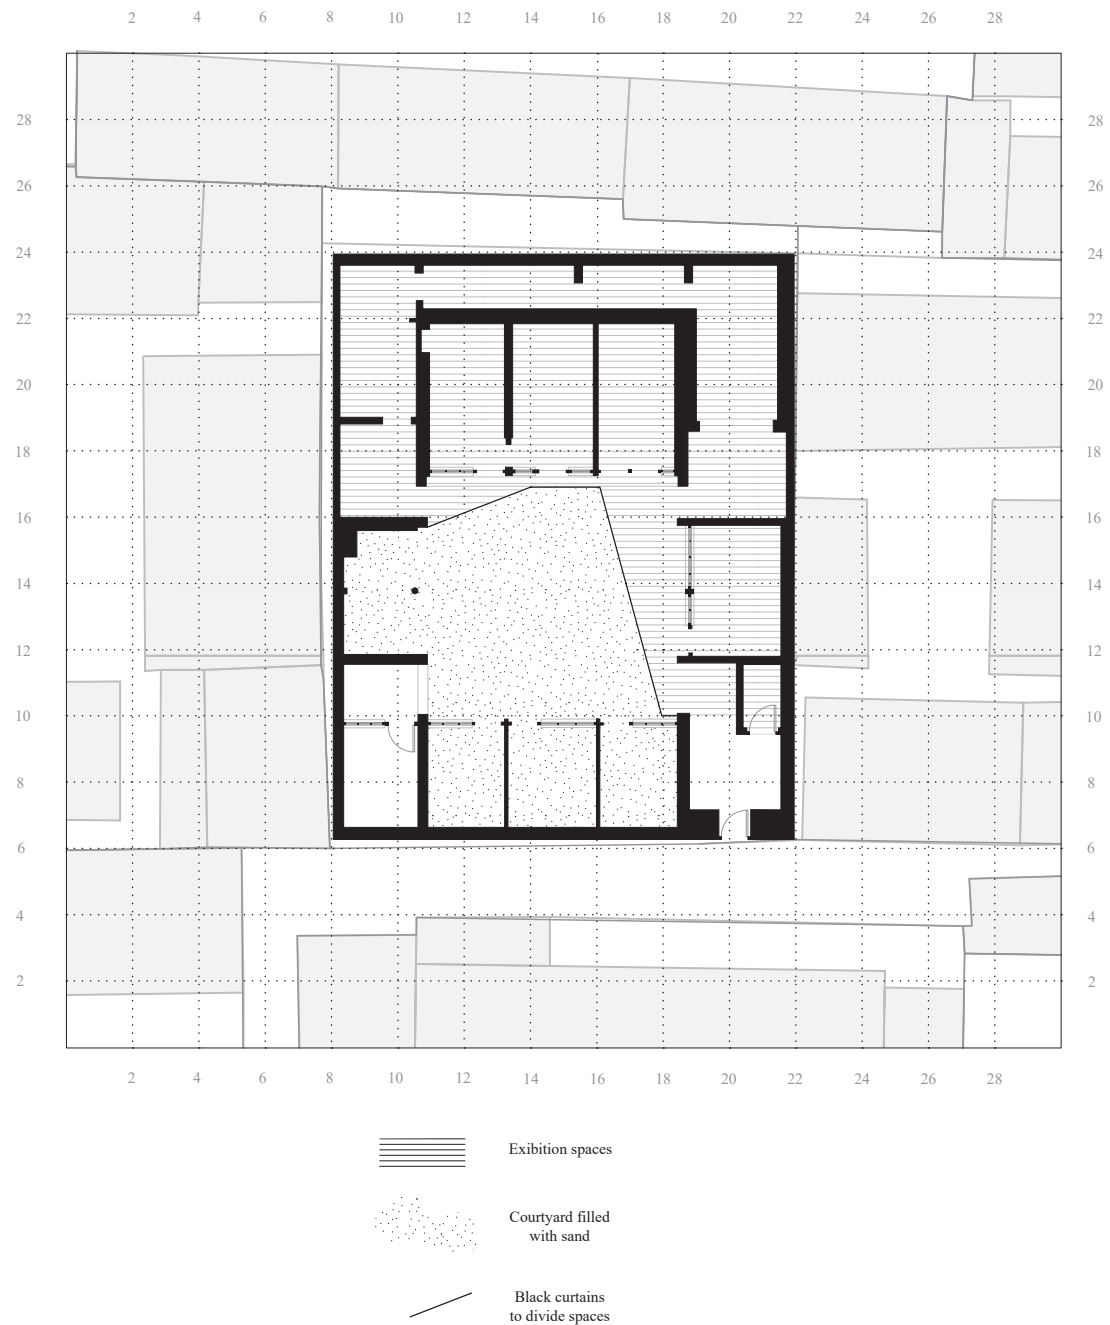 2 4 6 8 10 12 14 16 18 20 22 24 26 28
28 28
26 26
24 24
22 22
20 20
18 18
16 16
14 14
12 12
10 10
8 8
6 6
4 4
2 2
2 4 6 8 10 12 14 16 18 20 22 24 26 28
Exibition spaces
Courtyard filled
with sand
Black curtains
to divide spaces